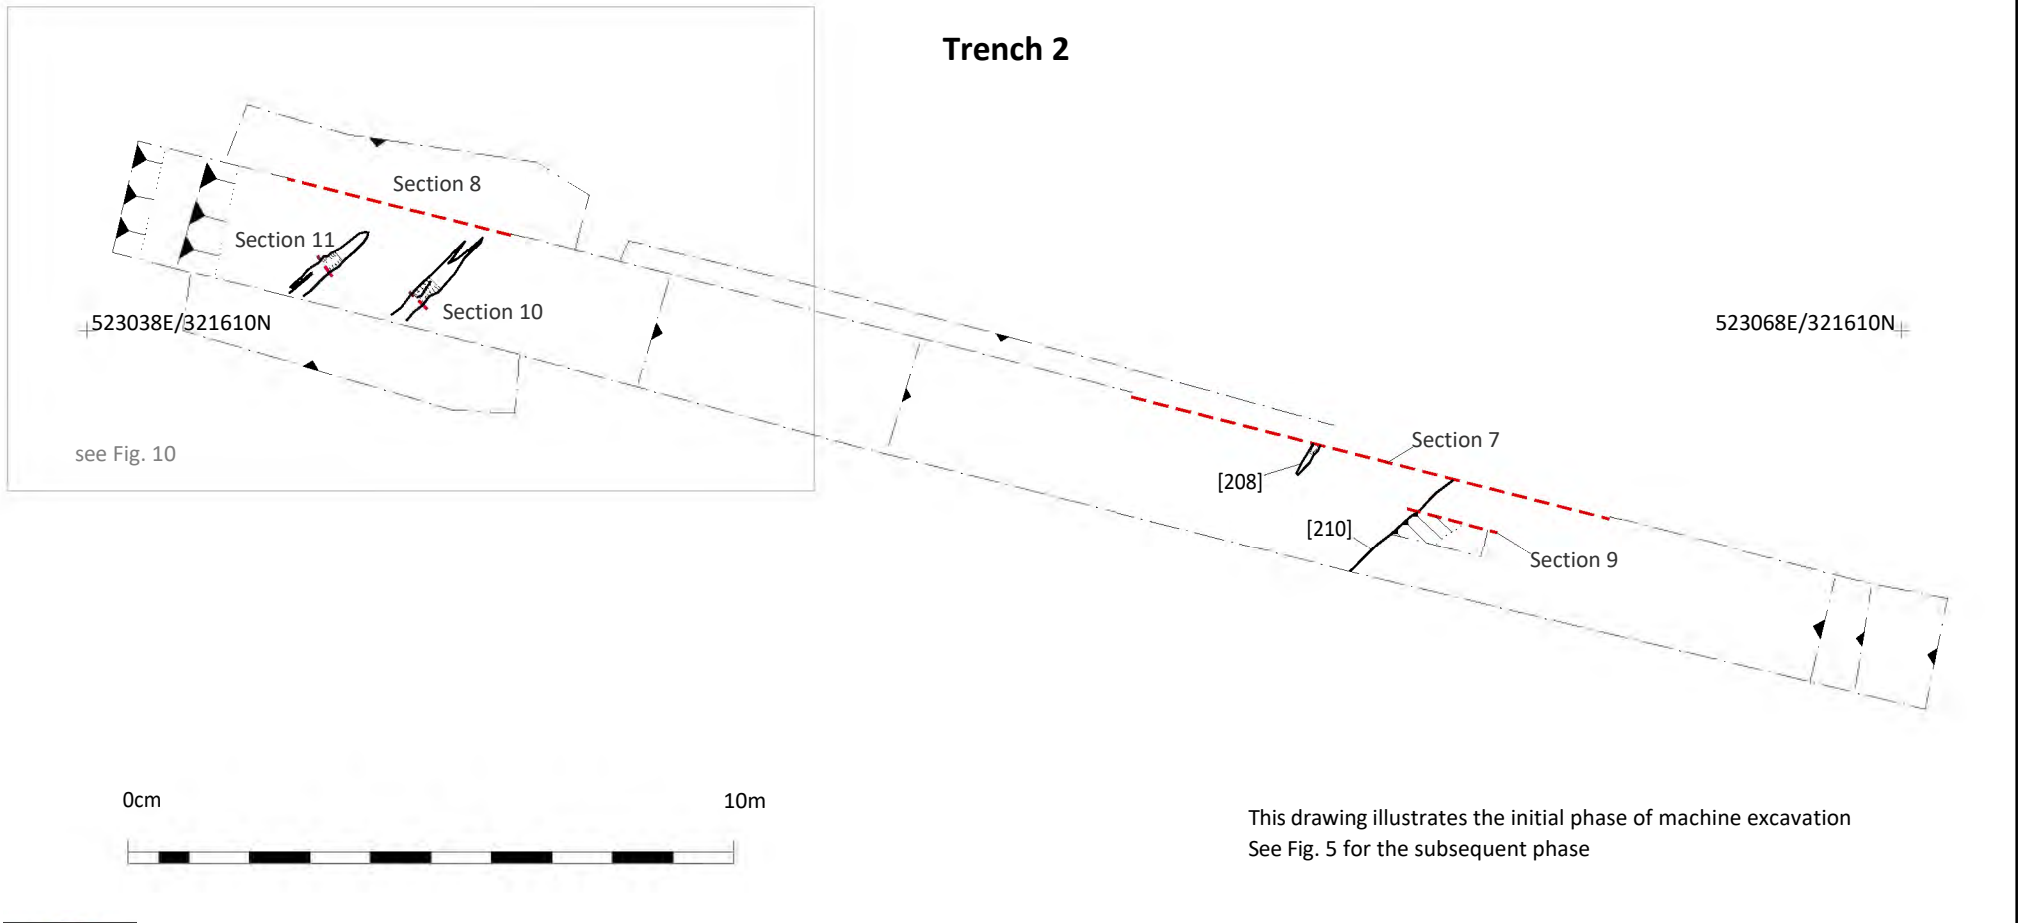 Trench 2
Section 8
Section 11
Section 10
523038E/321610N
523068E/321610N
see Fig. 10
Section 7
[208]
[210]
Section 9
0cm
10m
This drawing illustrates the initial phase of machine excavation
See Fig. 5 for the subsequent phase